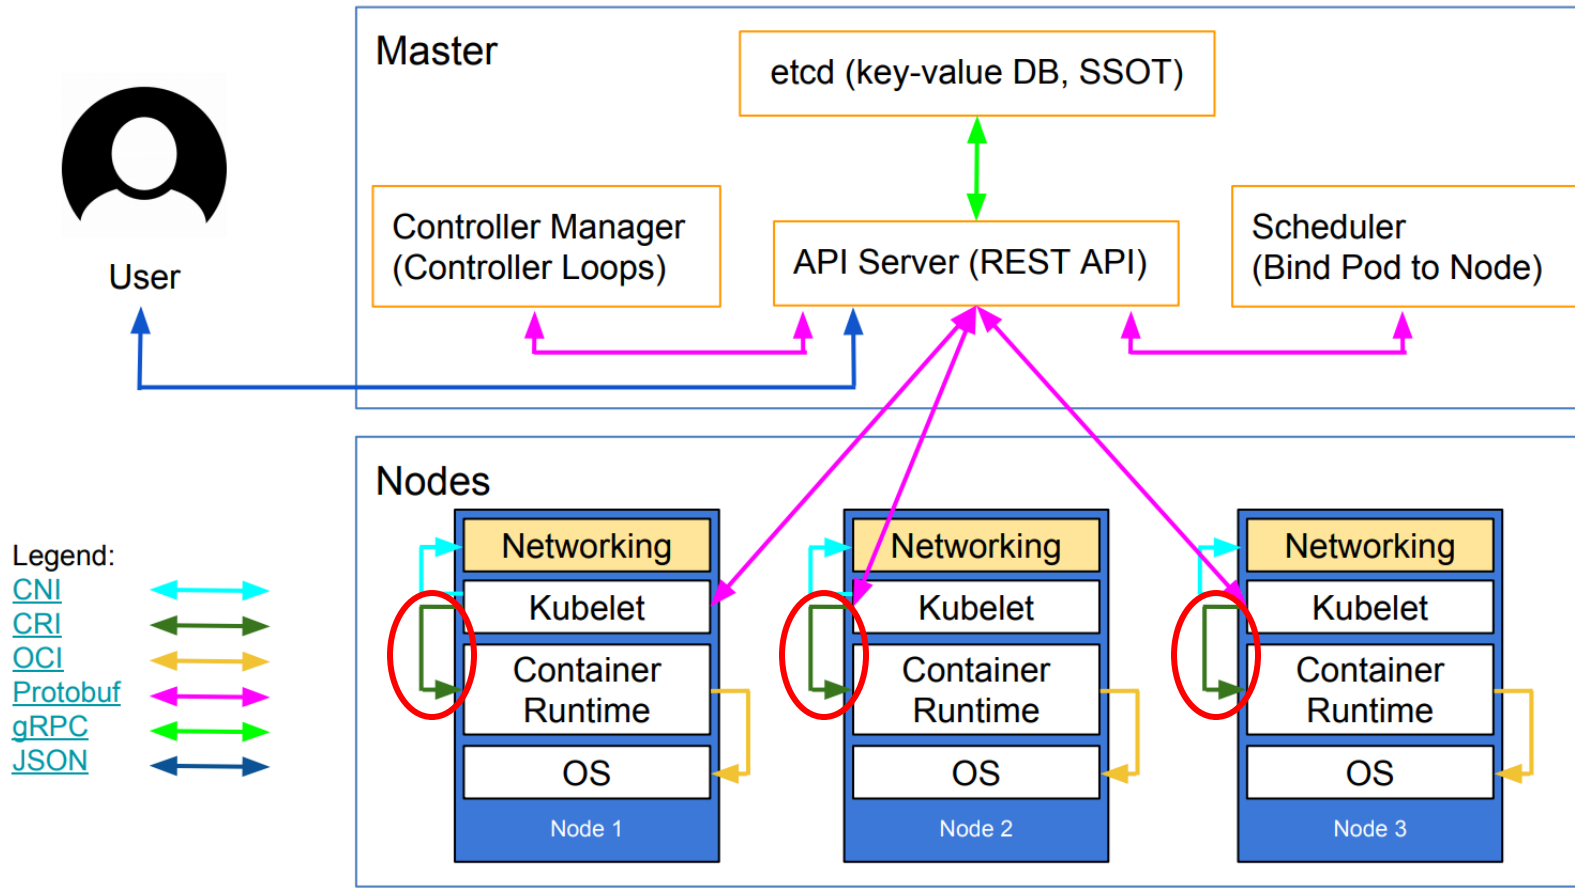 Master
etcd (key-value DB, SSOT)
Controller Manager
(Controller Loops)
API Server (REST API)
Scheduler
(Bind Pod to Node)
User
Nodes
Legend:
CNI
CRI
OCI
Protobuf
gRPC
JSON
Networking
Kubelet
Container
Runtime
OS
Node 1
Networking
Kubelet
Container
Runtime
OS
Node 2
Networking
Kubelet
Container
Runtime
OS
Node 3